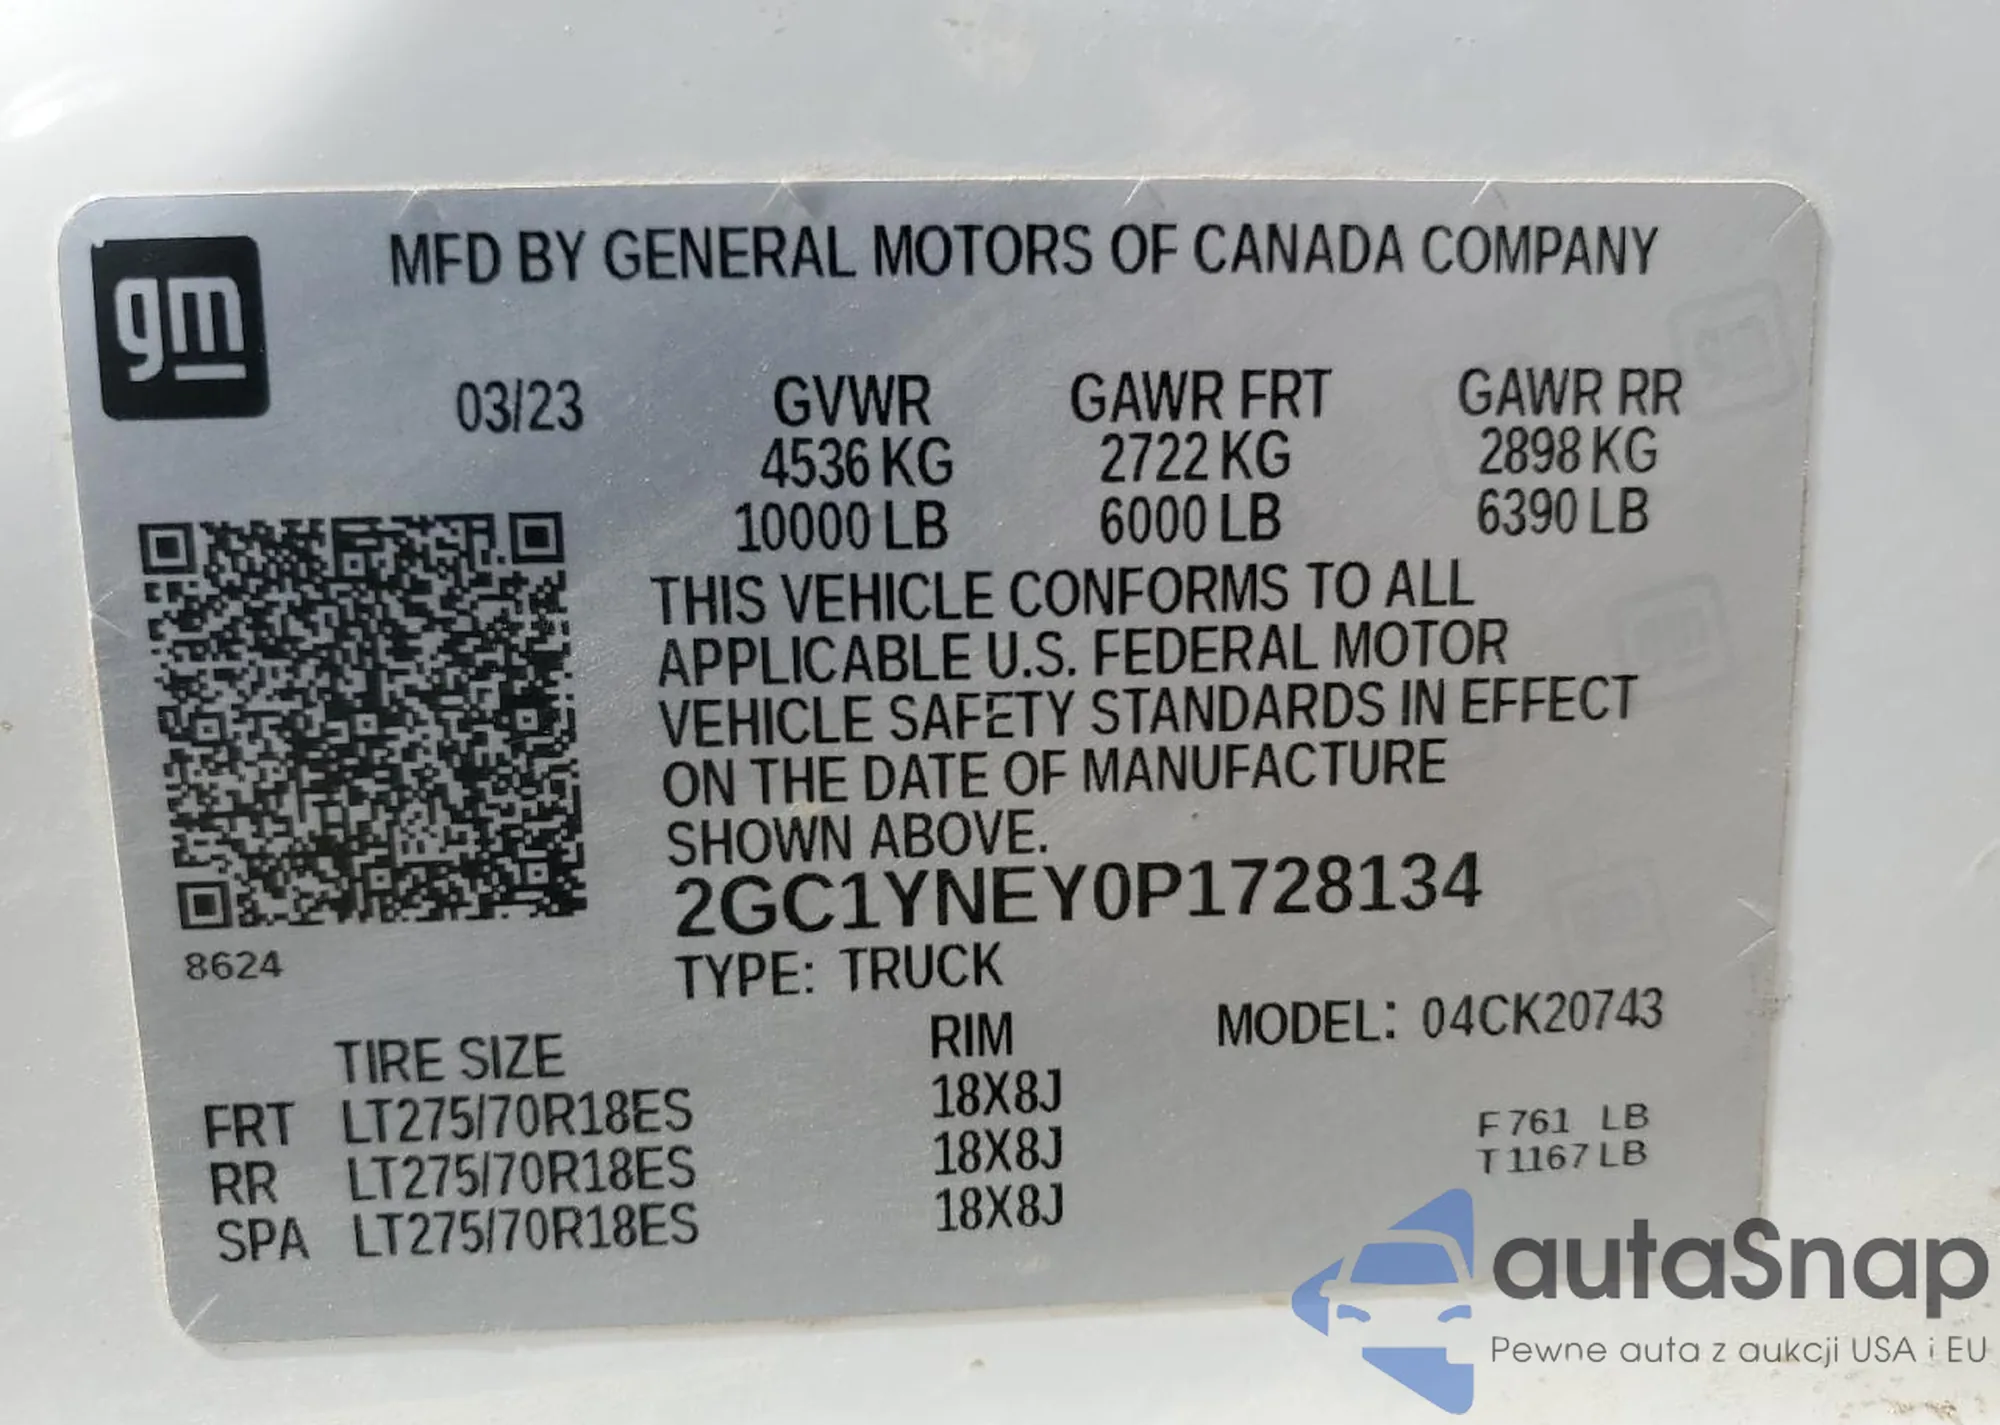 gm
MFD BY GENERAL MOTORS OF CANADA COMPANY
03/23 GVWR GAWR FRT GAWR RR
4536 KG 2722 KG 2898 KG
10000 LB 6000 LB 6390 LB
THIS VEHICLE CONFORMS TO ALL
APPLICABLE U.S. FEDERAL MOTOR
VEHICLE SAFETY STANDARDS IN EFFECT
ON THE DATE OF MANUFACTURE
SHOWN ABOVE.
2GC1YNEY0P1728134
8624
TYPE: TRUCK
MODEL: 04CK20743
TIRE SIZE RIM
FRT LT275/70R18ES 18X8J
RR LT275/70R18ES 18X8J
SPA LT275/70R18ES 18X8J
F 761 LB
T 1167 LB
autaSnap
Pewne auta z aukcji USA i EU